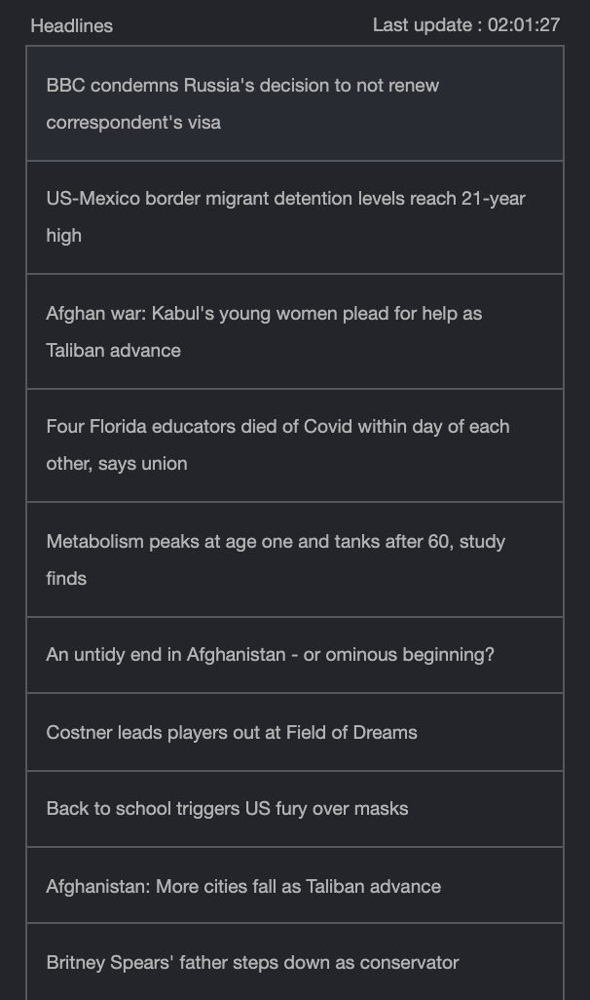 Headlines
Last update : 02:01:27
BBC condemns Russia's decision to not renew
correspondent's visa
US-Mexico border migrant detention levels reach 21-year
high
Afghan war: Kabul's young women plead for help as
Taliban advance
Four Florida educators died of Covid within day of each
other, says union
Metabolism peaks at age one and tanks after 60, study
finds
An untidy end in Afghanistan - or ominous beginning?
Costner leads players out at Field of Dreams
Back to school triggers US fury over masks
Afghanistan: More cities fall as Taliban advance
Britney Spears' father steps down as conservator